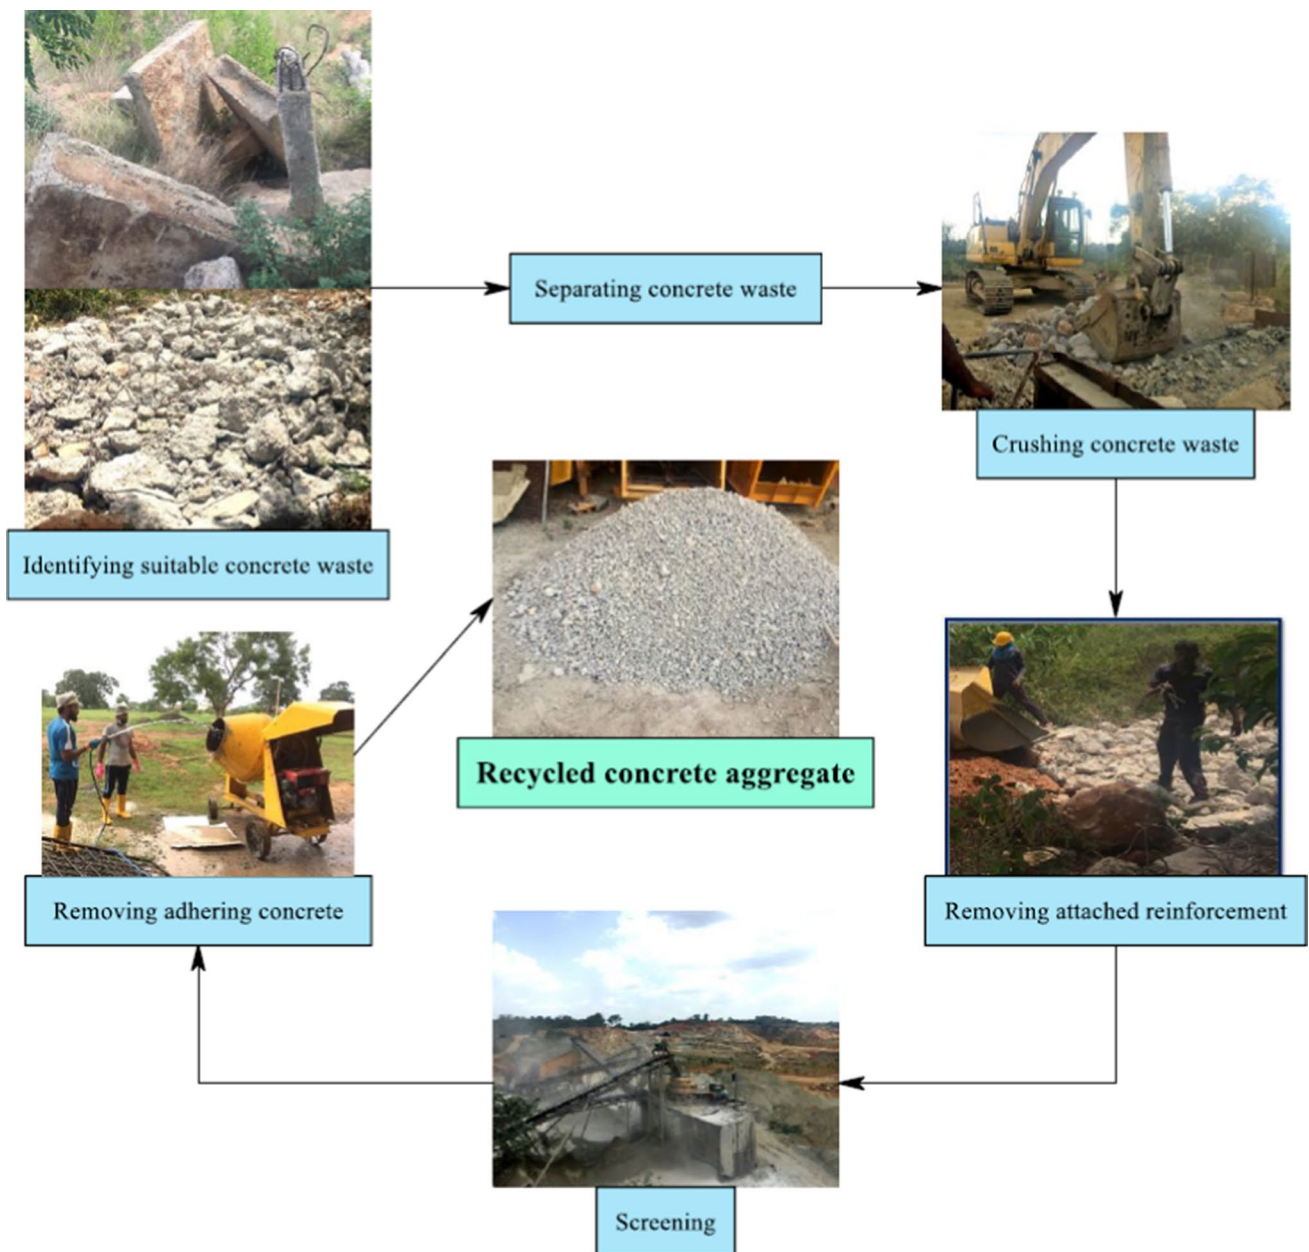 Identifying suitable concrete waste
Separating concrete waste
Crushing concrete waste
Removing attached reinforcement
Screening
Removing adhering concrete
Recycled concrete aggregate